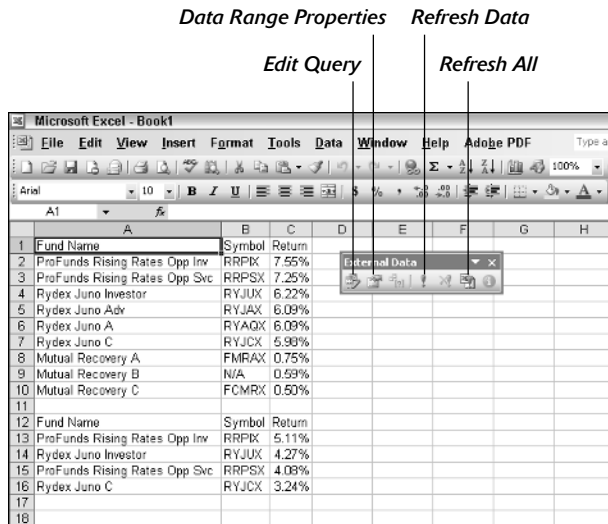 Data Range Properties Refresh Data
Edit Query Refresh All
Microsoft Excel - Book1
File Edit View Insert Format Tools Data Window Help Adobe PDF Type a
Arial 10 B I U $ % , 100% A
A1 fx
A B C D E F G H
1 Fund Name Symbol Return
2 ProFunds Rising Rates Opp Inv RRPIX 7.55%
External Data
3 ProFunds Rising Rates Opp Svc RRPSX 7.25%
4 Rydex Juno Investor RYJUX 6.22%
5 Rydex Juno Adv RYJAX 6.09%
6 Rydex Juno A RYAQX 6.09%
7 Rydex Juno C RYJCX 5.98%
8 Mutual Recovery A FMRAX 0.75%
9 Mutual Recovery B N/A 0.59%
10 Mutual Recovery C FCMRX 0.50%
11
12 Fund Name Symbol Return
13 ProFunds Rising Rates Opp Inv RRPIX 5.11%
14 Rydex Juno Investor RYJUX 4.27%
15 ProFunds Rising Rates Opp Svc RRPSX 4.08%
16 Rydex Juno C RYJCX 3.24%
17
18